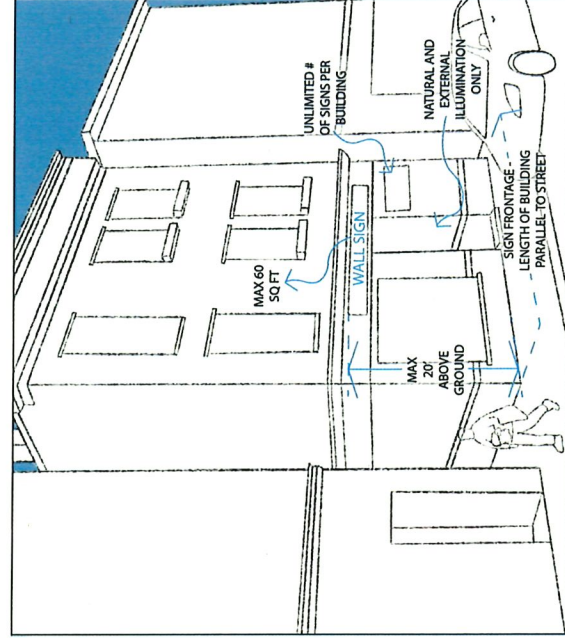 UNLIMITED #
OF SIGNS PER
BUILDING
NATURAL AND
EXTERNAL
ILLUMINATION
ONLY
MAX 60
SQ FT
WALL SIGN
SIGN FRONTAGE -
LENGTH OF BUILDING
PARALLEL TO STREET
MAX
20'
ABOVE
GROUND